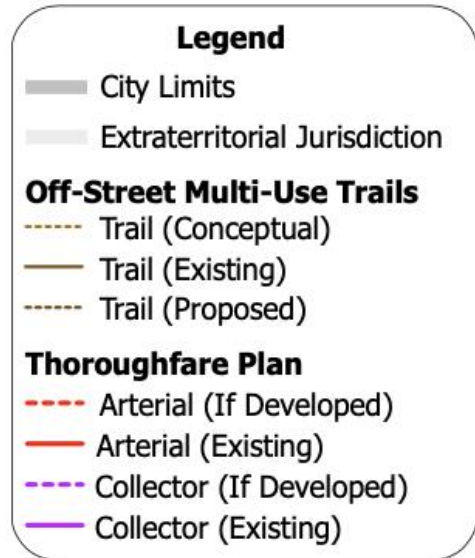 Legend
City Limits
Extraterritorial Jurisdiction
Off-Street Multi-Use Trails
Trail (Conceptual)
Trail (Existing)
Trail (Proposed)
Thoroughfare Plan
Arterial (If Developed)
Arterial (Existing)
Collector (If Developed)
Collector (Existing)